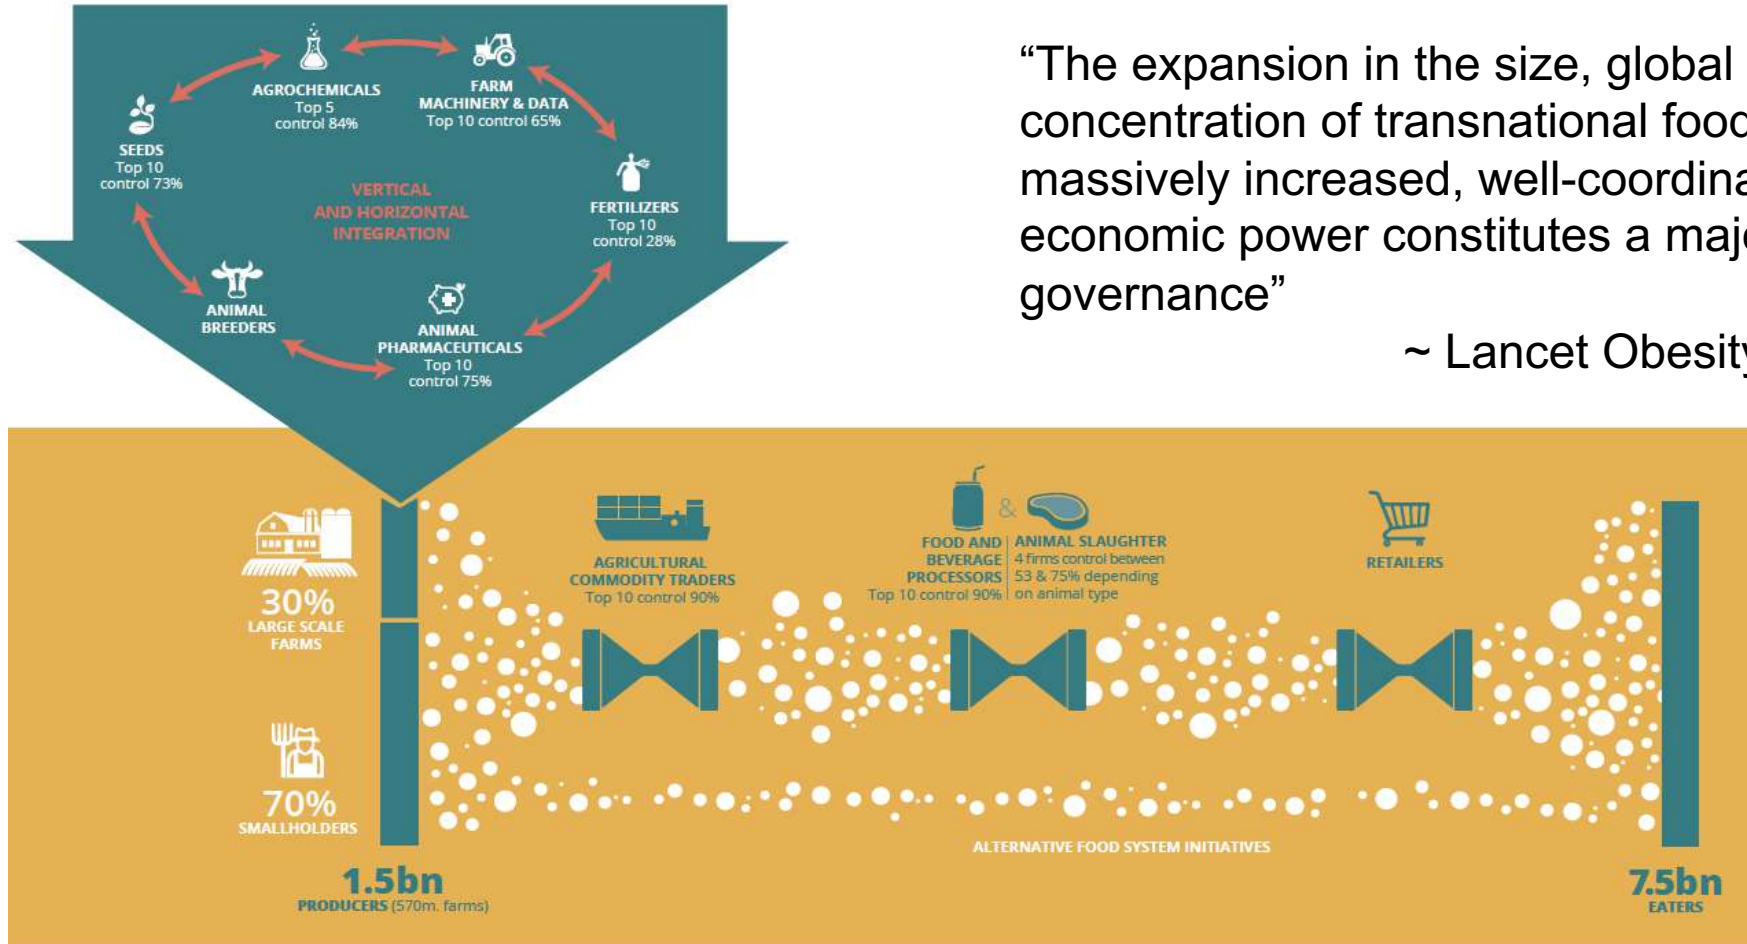 AGROCHEMICALS
Top 5
control 84%
FARM
MACHINERY & DATA
Top 10 control 65%
SEEDS
Top 10
control 73%
VERTICAL
AND HORIZONTAL
INTEGRATION
FERTILIZERS
Top 10
control 28%
ANIMAL
BREEDERS
ANIMAL
PHARMACEUTICALS
Top 10
control 75%
“The expansion in the size, global
concentration of transnational food
massively increased, well-coordina
economic power constitutes a maj
governance”
~ Lancet Obesity
30%
LARGE SCALE
FARMS
70%
SMALLHOLDERS
1.5bn
PRODUCERS (570m. farms)
AGRICULTURAL
COMMODITY TRADERS
Top 10 control 90%
&
FOOD AND
BEVERAGE
PROCESSORS
Top 10 control 90%
ANIMAL SLAUGHTER
4 firms control between
53 & 75% depending
on animal type
RETAILERS
ALTERNATIVE FOOD SYSTEM INITIATIVES
7.5bn
EATERS